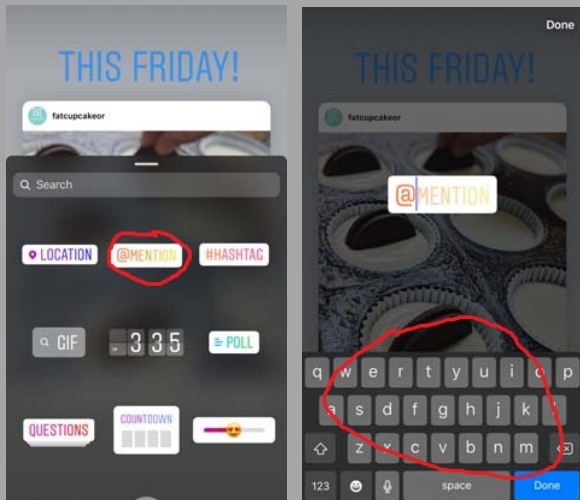 THIS FRIDAY!
fatcupcakeor
Search
LOCATION
@MENTION
#HASHTAG
GIF
3 3 5
POLL
QUESTIONS
COUNTDOWN
Done
THIS FRIDAY!
fatcupcakeor
@MENTION
q w e r t y u i o p
a s d f g h j k l
z x c v b n m
123
space
Done